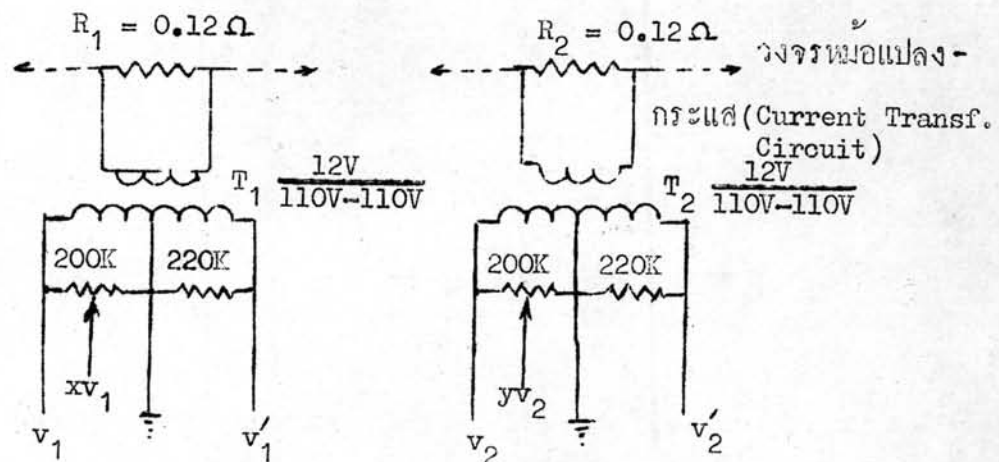 R₁ = 0.12 Ω
R₂ = 0.12 Ω
วงจรหม้อแปลง-
กระแส(Current Transf.
Circuit)
T₁ 12V
110V-110V
T₂ 12V
110V-110V
200K 220K
200K 220K
xv₁
yv₂
v₁ v₁'
v₂ v₂'